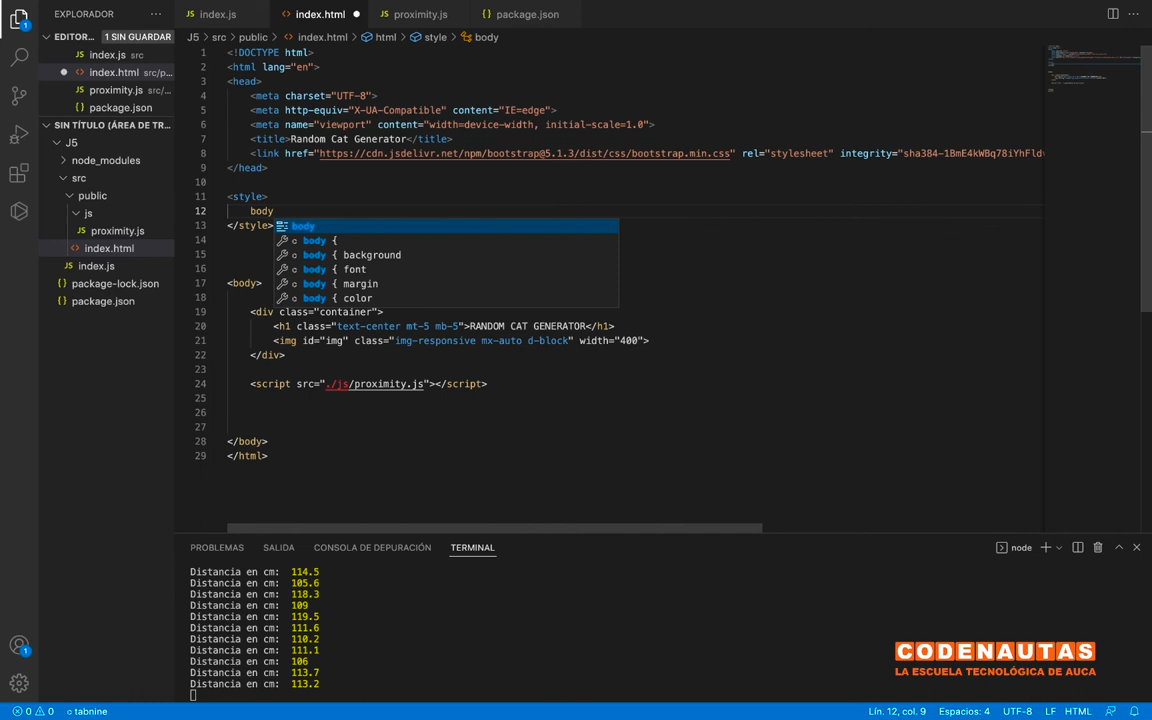 EXPLORADOR
···
index.js
index.html
proximity.js
package.json
EDITOR...
1 SIN GUARDAR
J5 > src > public > index.html > html > style > body
index.js src
index.html src/p...
proximity.js src/...
package.json
SIN TÍTULO (ÁREA DE TR...
J5
node_modules
src
public
js
proximity.js
index.html
index.js
package-lock.json
package.json
1 <!DOCTYPE html>
2 <html lang="en">
3 <head>
4 <meta charset="UTF-8">
5 <meta http-equiv="X-UA-Compatible" content="IE=edge">
6 <meta name="viewport" content="width=device-width, initial-scale=1.0">
7 <title>Random Cat Generator</title>
8 <link href="https://cdn.jsdelivr.net/npm/bootstrap@5.1.3/dist/css/bootstrap.min.css" rel="stylesheet" integrity="sha384-1BmE4kWBq78iYhFldv
9 </head>
10
11 <style>
12 body
13 </style>
body
body {
body { background
body { font
body { margin
body { color
14
15
16
17 <body>
18
19 <div class="container">
20 <h1 class="text-center mt-5 mb-5">RANDOM CAT GENERATOR</h1>
21 <img id="img" class="img-responsive mx-auto d-block" width="400">
22 </div>
23
24 <script src="./js/proximity.js"></script>
25
26
27
28 </body>
29 </html>
PROBLEMAS SALIDA CONSOLA DE DEPURACIÓN TERMINAL
node
Distancia en cm: 114.5
Distancia en cm: 105.6
Distancia en cm: 118.3
Distancia en cm: 109
Distancia en cm: 119.5
Distancia en cm: 111.6
Distancia en cm: 110.2
Distancia en cm: 111.1
Distancia en cm: 106
Distancia en cm: 113.7
Distancia en cm: 113.2
CODENAUTAS
LA ESCUELA TECNOLÓGICA DE AUCA
0 0 tabnine
Lín. 12, col. 9 Espacios: 4 UTF-8 LF HTML